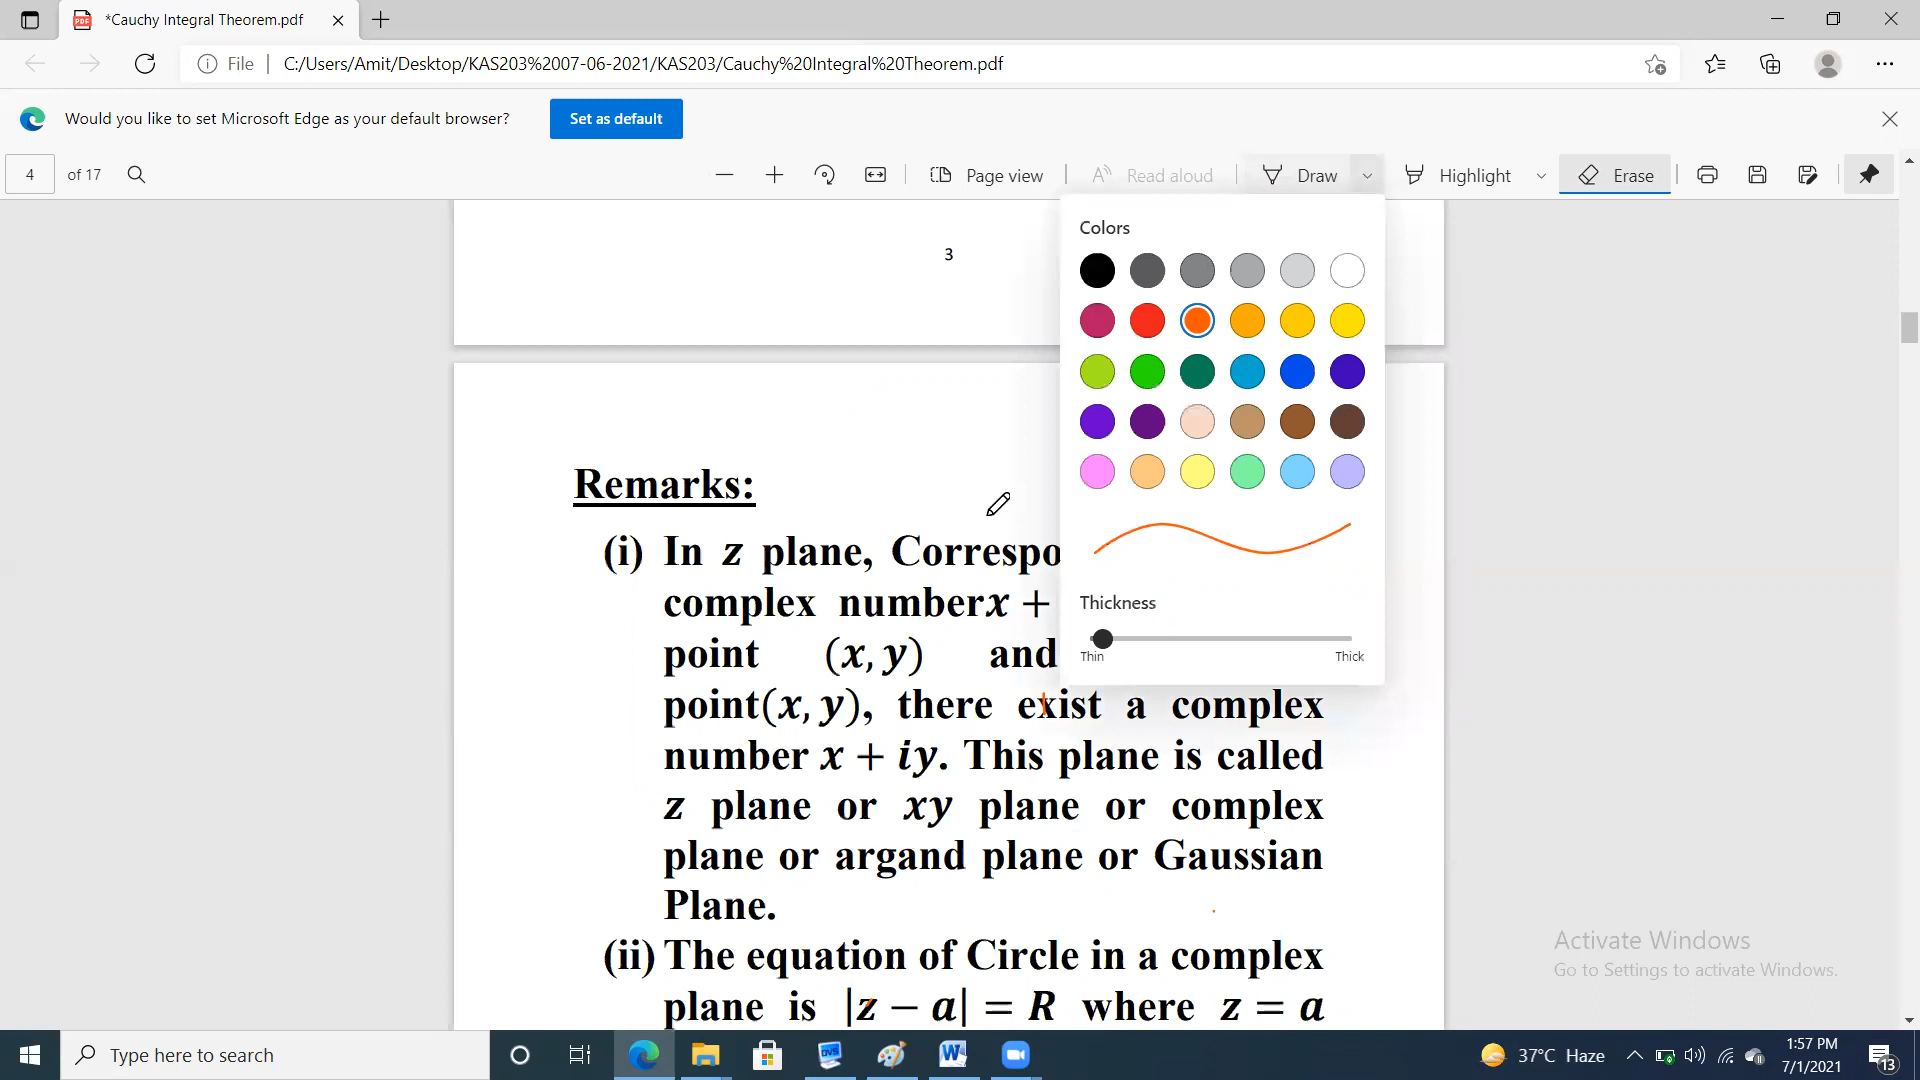 *Cauchy Integral Theorem.pdf
File
C:/Users/Amit/Desktop/KAS203%2007-06-2021/KAS203/Cauchy%20Integral%20Theorem.pdf
Would you like to set Microsoft Edge as your default browser?
Set as default
4 of 17
Page view
Read aloud
Draw
Highlight
Erase
Colors
Thickness
Thin
Thick
3
Remarks:
(i) In z plane, Correspo
complex numberx +
point (x, y) and
point(x, y), there exist a complex
number x + iy. This plane is called
z plane or xy plane or complex
plane or argand plane or Gaussian
Plane.
(ii) The equation of Circle in a complex
plane is |z − a| = R where z = a
Activate Windows
Go to Settings to activate Windows.
Type here to search
37°C Haze
1:57 PM
7/1/2021
13